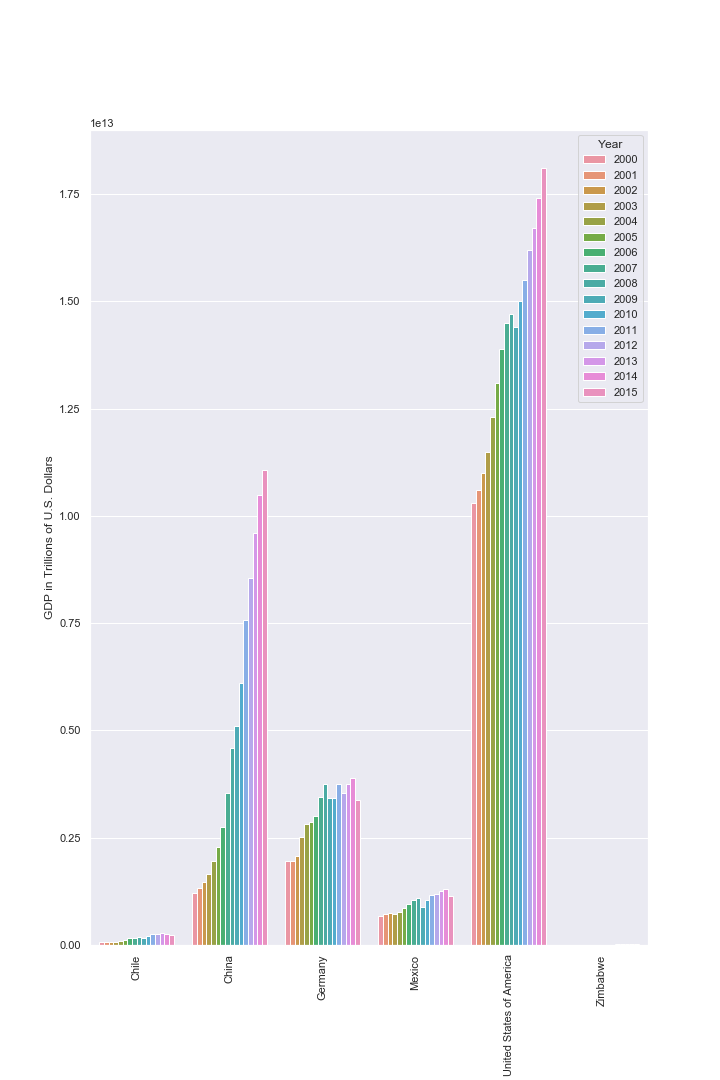 1e13
Year
2000
2001
2002
2003
2004
2005
2006
2007
2008
2009
2010
2011
2012
2013
2014
2015
1.75
1.50
1.25
1.00
0.75
0.50
0.25
0.00
GDP in Trillions of U.S. Dollars
Chile
China
Germany
Mexico
United States of America
Zimbabwe